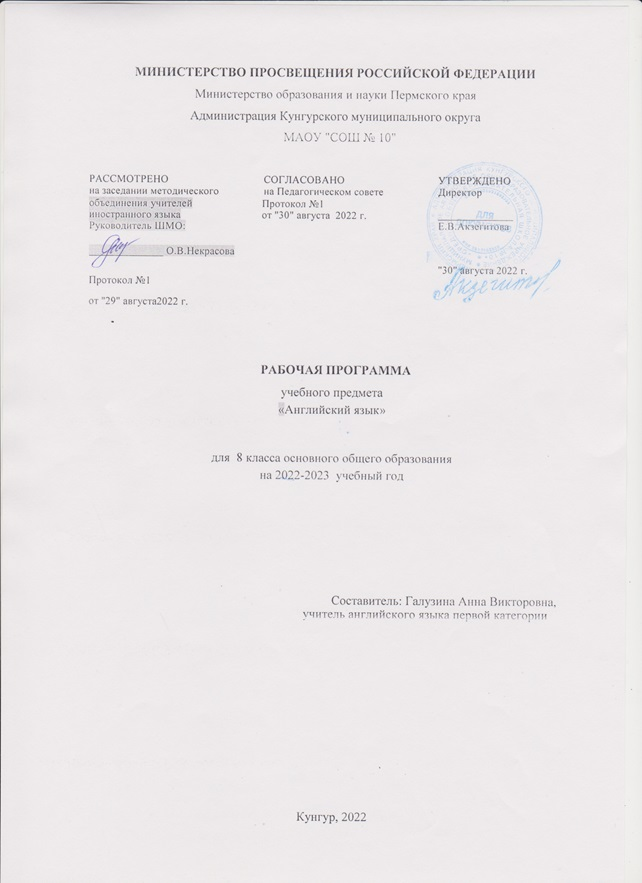 МИНИСТЕРСТВО ПРОСВЕЩЕНИЯ РОССИЙСКОЙ ФЕДЕРАЦИИ
Министерство образования и науки Пермского края
Администрация Кунгурского муниципального округа
МАОУ "СОШ № 10"
РАССМОТРЕНО
на заседании методического
объединения учителей
иностранного языка
Руководитель ШМО:
О.В.Некрасова
Протокол №1
от "29" августа2022 г.
СОГЛАСОВАНО
на Педагогическом совете
Протокол №1
от "30" августа 2022 г.
УТВЕРЖДЕНО
Директор
для
Е.В.Акзегитова
"30" августа 2022 г.
РАБОЧАЯ ПРОГРАММА
учебного предмета
«Английский язык»
для 8 класса основного общего образования
на 2022-2023 учебный год
Составитель: Галузина Анна Викторовна,
учитель английского языка первой категории
Кунгур, 2022